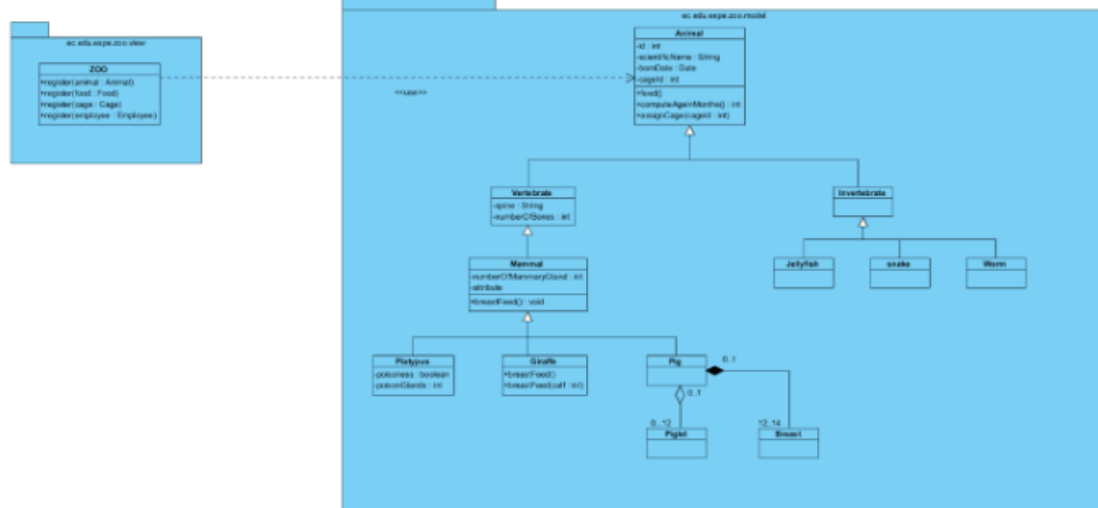 ec.edu.espe.zoo.model
ec.edu.espe.zoo.view
ZOO
+register(animal : Animal)
+register(food : Food)
+register(cage : Cage)
+register(employee : Employee)
<<use>>
Animal
-id : int
-scientificName : String
-bornDate : Date
-cageId : int
+feed()
+computeAgeInMonths() : int
+assignCage(cageId : int)
Vertebrate
-spine : String
-numberOfBones : int
Invertebrate
Mammal
-numberOfMammaryGland : int
-attribute
+breastFeed() : void
Jellyfish
snake
Worm
Platypus
-poisoness : boolean
-poisonGlands : int
Giraffe
+breastFeed()
+breastFeed(calf : int)
Pig
0..1
0..1
0..12
Piglet
12..14
Breast